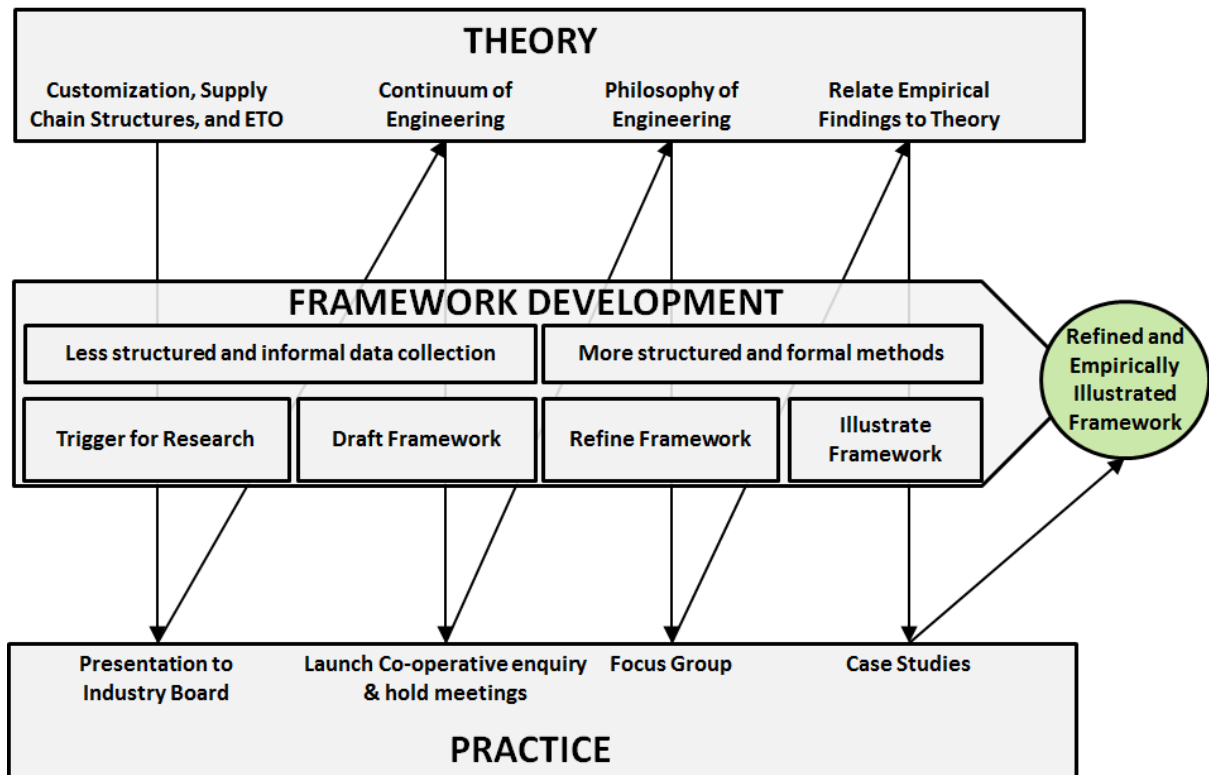 THEORY
Customization, Supply
Chain Structures, and ETO
Continuum of
Engineering
Philosophy of
Engineering
Relate Empirical
Findings to Theory
FRAMEWORK DEVELOPMENT
Less structured and informal data collection
More structured and formal methods
Trigger for Research
Draft Framework
Refine Framework
Illustrate
Framework
Refined and
Empirically
Illustrated
Framework
Presentation to
Industry Board
Launch Co-operative enquiry
& hold meetings
Focus Group
Case Studies
PRACTICE